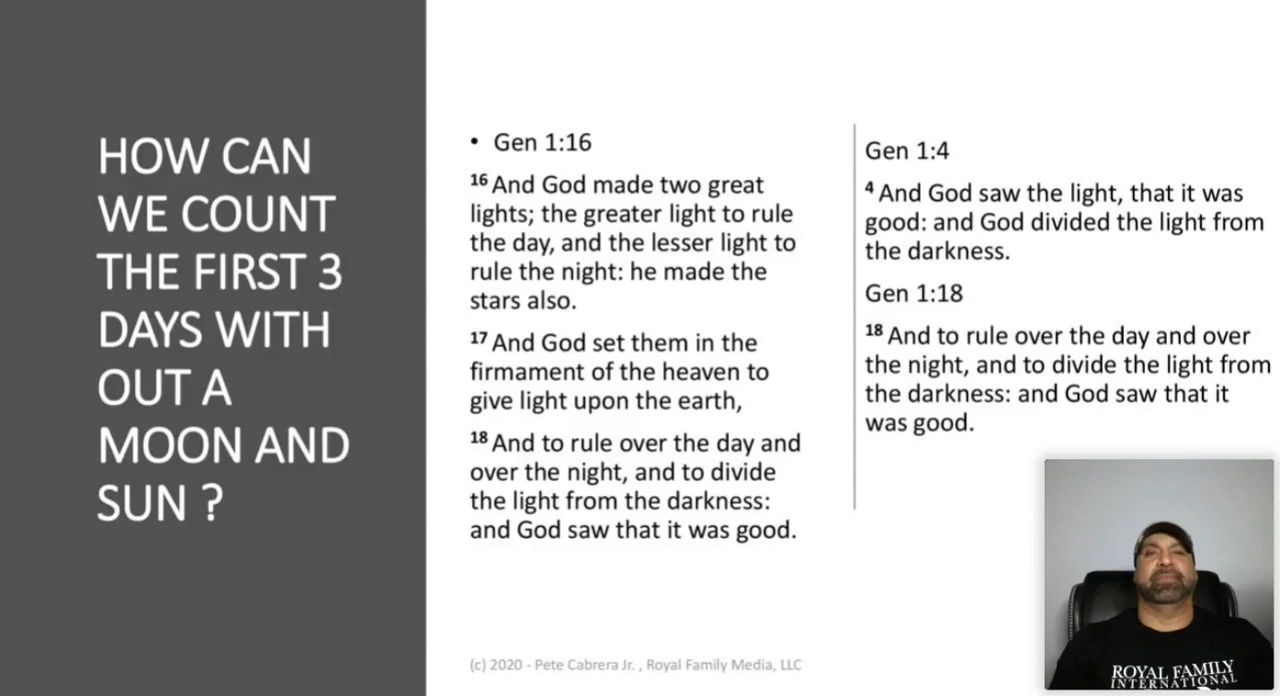 HOW CAN
WE COUNT
THE FIRST 3
DAYS WITH
OUT A
MOON AND
SUN ?
• Gen 1:16
16 And God made two great
lights; the greater light to rule
the day, and the lesser light to
rule the night: he made the
stars also.
17 And God set them in the
firmament of the heaven to
give light upon the earth,
18 And to rule over the day and
over the night, and to divide
the light from the darkness:
and God saw that it was good.
Gen 1:4
4 And God saw the light, that it was
good: and God divided the light from
the darkness.
Gen 1:18
18 And to rule over the day and over
the night, and to divide the light from
the darkness: and God saw that it
was good.
(c) 2020 - Pete Cabrera Jr. , Royal Family Media, LLC
ROYAL FAMILY
INTERNATIONAL